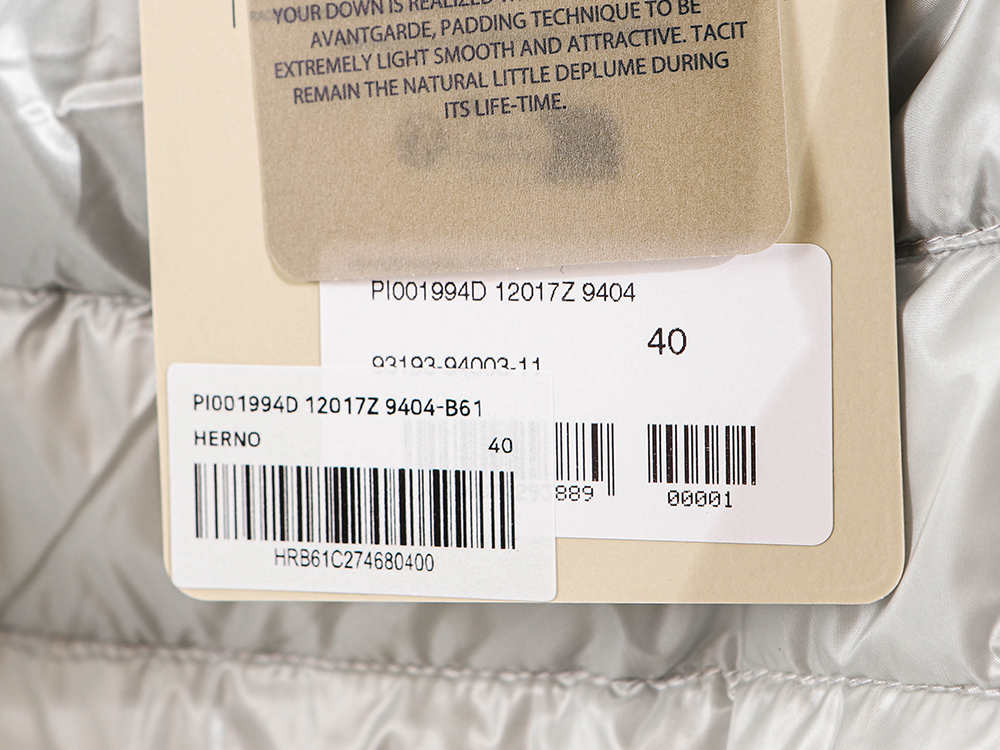 YOUR DOWN IS REALIZED
AVANTGARDE, PADDING TECHNIQUE TO BE
EXTREMELY LIGHT SMOOTH AND ATTRACTIVE. TACIT
REMAIN THE NATURAL LITTLE DEPLUME DURING
ITS LIFE-TIME.
PI001994D 12017Z 9404
40
93193-94003-11
PI001994D 12017Z 9404-B61
HERNO
40
889
00001
HRB61C274680400